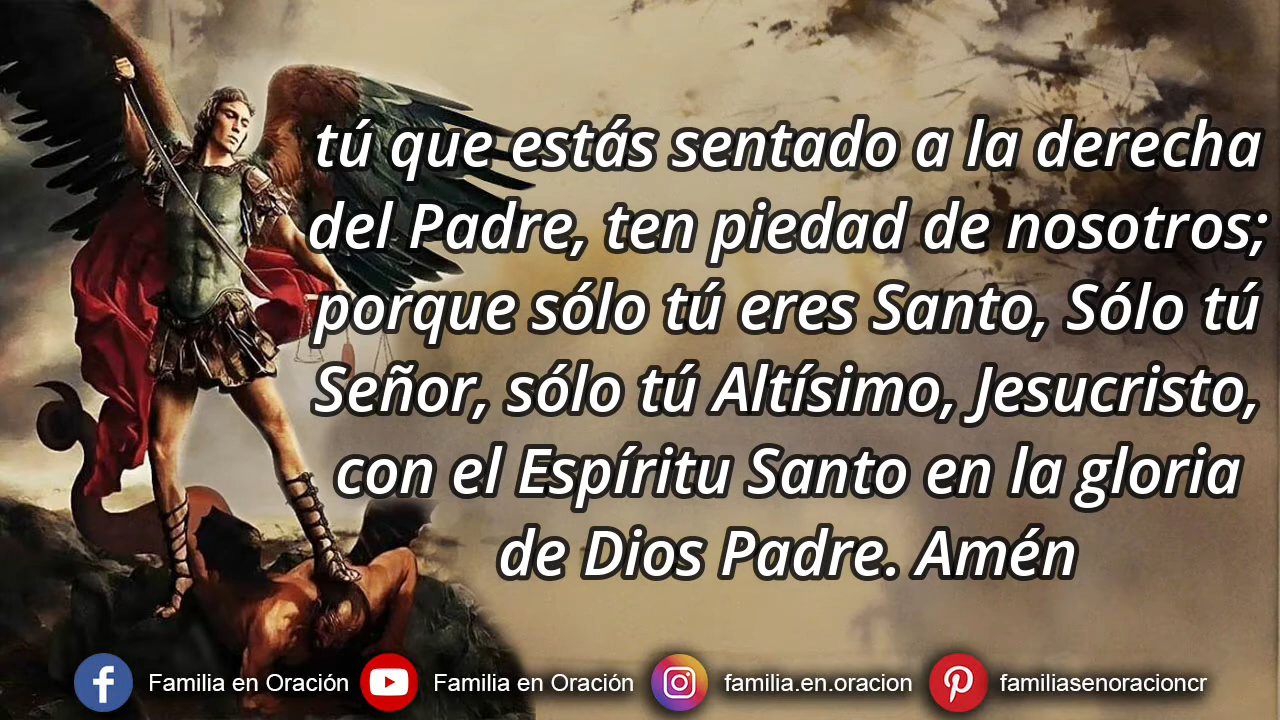 tú que estás sentado a la derecha
del Padre, ten piedad de nosotros;
porque sólo tú eres Santo, Sólo tú
Señor, sólo tú Altísimo, Jesucristo,
con el Espíritu Santo en la gloria
de Dios Padre. Amén
Familia en Oración Familia en Oración familia.en.oracion familiasenoracioncr